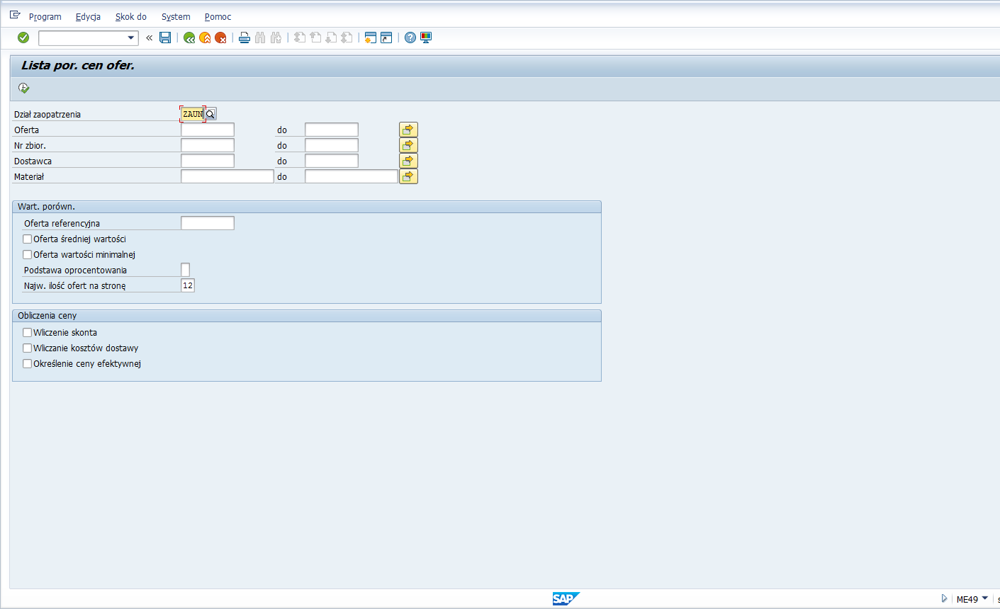 Program Edycja Skok do System Pomoc
Lista por. cen ofer.
Dział zaopatrzenia ZAUN
Oferta do
Nr zbior. do
Dostawca do
Materiał do
Wart. porówn.
Oferta referencyjna
Oferta średniej wartości
Oferta wartości minimalnej
Podstawa oprocentowania
Najw. ilość ofert na stronę 12
Obliczenia ceny
Wliczenie skonta
Wliczanie kosztów dostawy
Określenie ceny efektywnej
SAP ME49